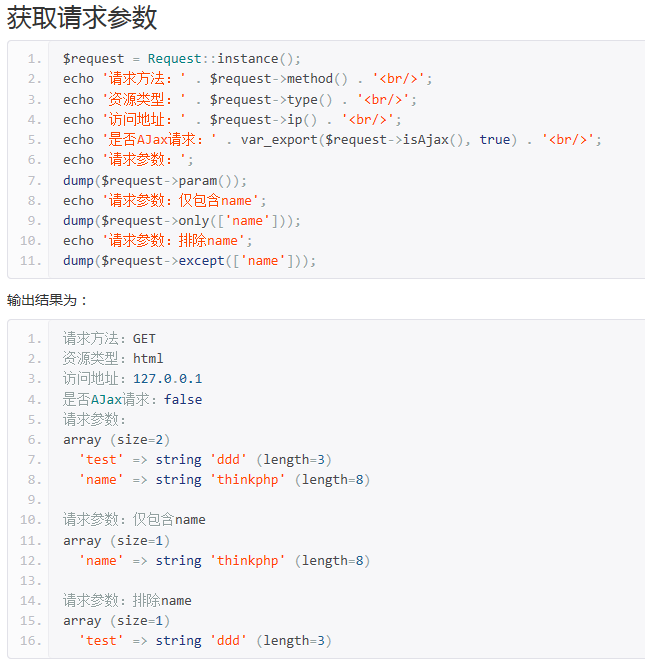 获取请求参数
1. $request = Request::instance();
2. echo '请求方法：' . $request->method() . '<br/>';
3. echo '资源类型：' . $request->type() . '<br/>';
4. echo '访问地址：' . $request->ip() . '<br/>';
5. echo '是否AJax请求：' . var_export($request->isAjax(), true) . '<br/>';
6. echo '请求参数：';
7. dump($request->param());
8. echo '请求参数：仅包含name';
9. dump($request->only(['name']));
10. echo '请求参数：排除name';
11. dump($request->except(['name']));
输出结果为：
1. 请求方法：GET
2. 资源类型：html
3. 访问地址：127.0.0.1
4. 是否AJax请求：false
5. 请求参数：
6. array (size=2)
7.   'test' => string 'ddd' (length=3)
8.   'name' => string 'thinkphp' (length=8)
9.
10. 请求参数：仅包含name
11. array (size=1)
12.   'name' => string 'thinkphp' (length=8)
13.
14. 请求参数：排除name
15. array (size=1)
16.   'test' => string 'ddd' (length=3)